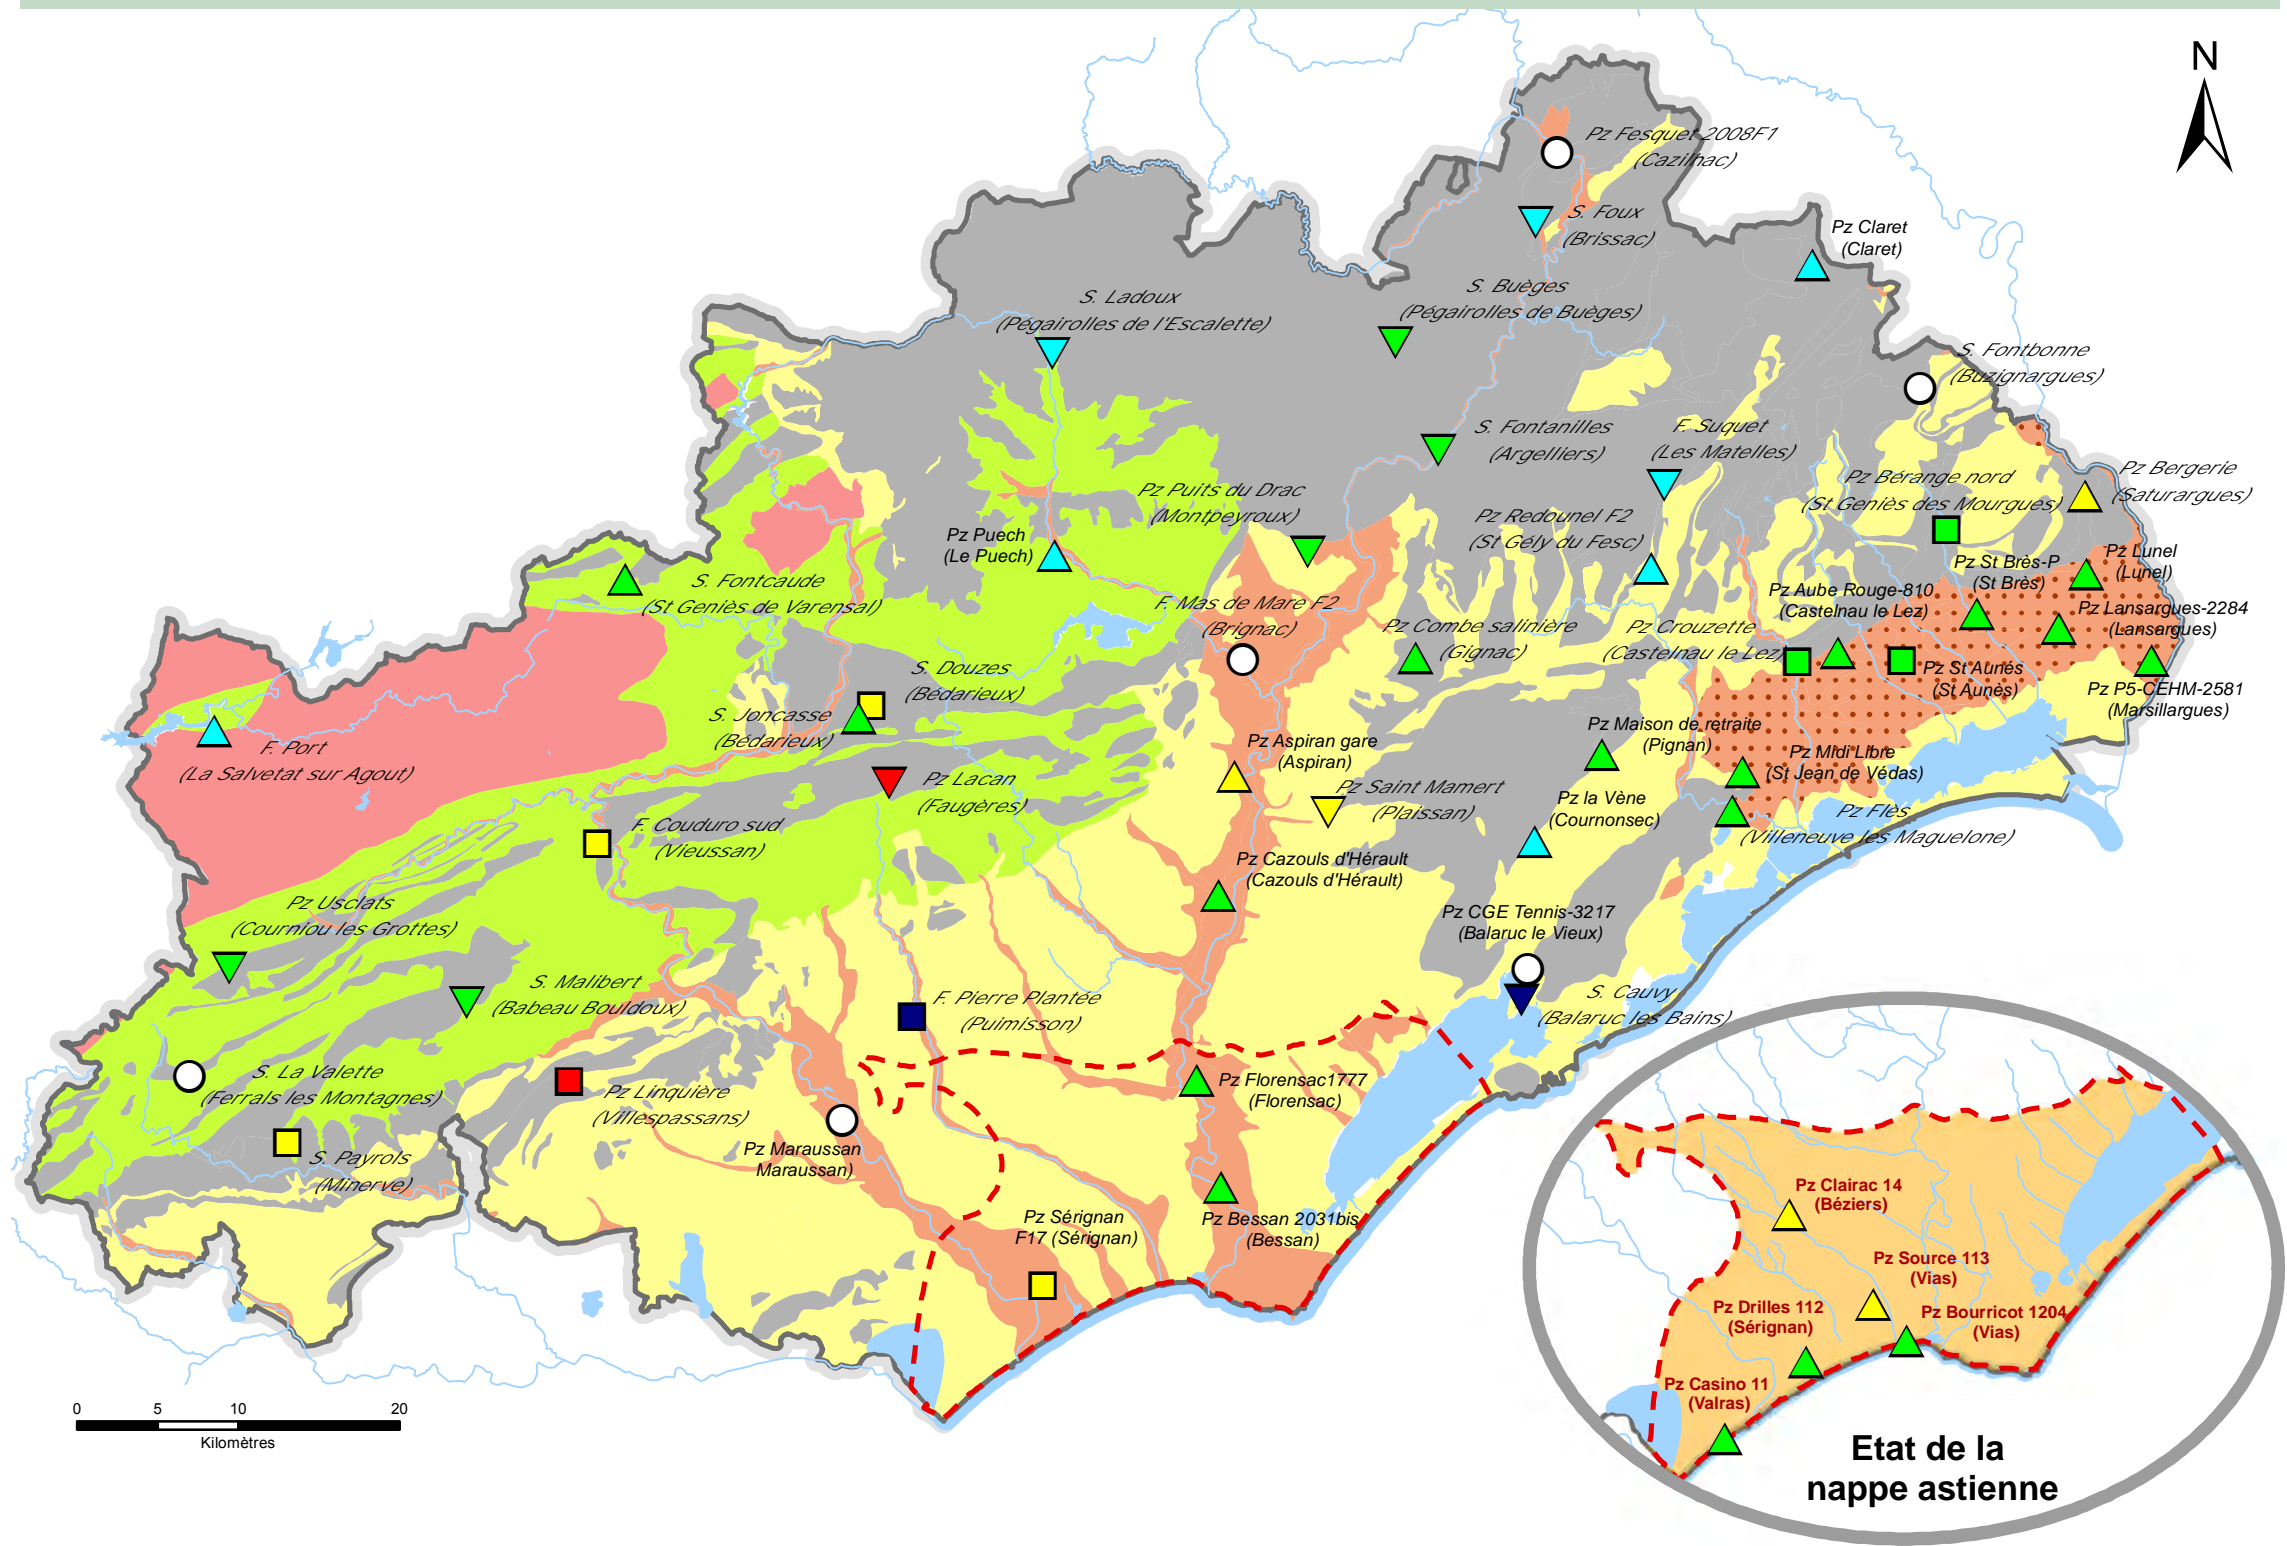 N
Pz Fesquet 2008F1
(Cazilhac)
S. Foux
(Brissac)
Pz Claret
(Claret)
S. Buèges
(Pégairolles de Buèges)
S. Ladoux
(Pégairolles de l'Escalette)
S. Fontbonne
(Buzignargues)
S. Fontanilles
(Argelliers)
F. Suquet
(Les Matelles)
Pz Bergerie
(Saturargues)
Pz Bérange nord
(St Geniès des Mourgues)
Pz Puits du Drac
(Montpeyroux)
Pz Redounel F2
(St Gély du Fesc)
Pz Puech
(Le Puech)
Pz Lunel
(Lunel)
Pz St Brès-P
(St Brès)
S. Fontcaude
(St Geniès de Varensal)
Pz Aube Rouge-810
(Castelnau le Lez)
F. Mas de Mare F2
(Brignac)
Pz Lansargues-2284
(Lansargues)
Pz Combe salinière
(Gignac)
Pz Crouzette
(Castelnau le Lez)
S. Douzes
(Bédarieux)
Pz St Aunés
(St Aunès)
Pz P5-CEHM-2581
(Marsillargues)
S. Joncasse
(Bédarieux)
Pz Maison de retraite
(Pignan)
F. Port
(La Salvetat sur Agout)
Pz Aspiran gare
(Aspiran)
Pz Midi Libre
(St Jean de Védas)
Pz Lacan
(Faugères)
Pz Saint Mamert
(Plaissan)
Pz la Vène
(Cournonsec)
Pz Flès
(Villeneuve les Maguelone)
F. Couduro sud
(Vieussan)
Pz Cazouls d'Hérault
(Cazouls d'Hérault)
Pz Usclats
(Courniou les Grottes)
Pz CGE Tennis-3217
(Balaruc le Vieux)
S. Malibert
(Babeau Bouldoux)
F. Pierre Plantée
(Puimisson)
S. Cauvy
(Balaruc les Bains)
S. La Valette
(Ferrals les Montagnes)
Pz Linquière
(Villespassans)
Pz Florensac1777
(Florensac)
Pz Maraussan
Maraussan)
S. Payrols
(Minerve)
Pz Sérignan
F17 (Sérignan)
Pz Bessan 2031bis
(Bessan)
Pz Clairac 14
(Béziers)
Pz Source 113
(Vias)
Pz Drilles 112
(Sérignan)
Pz Bourricot 1204
(Vias)
Pz Casino 11
(Valras)
0 5 10 20
Kilomètres
Etat de la
nappe astienne